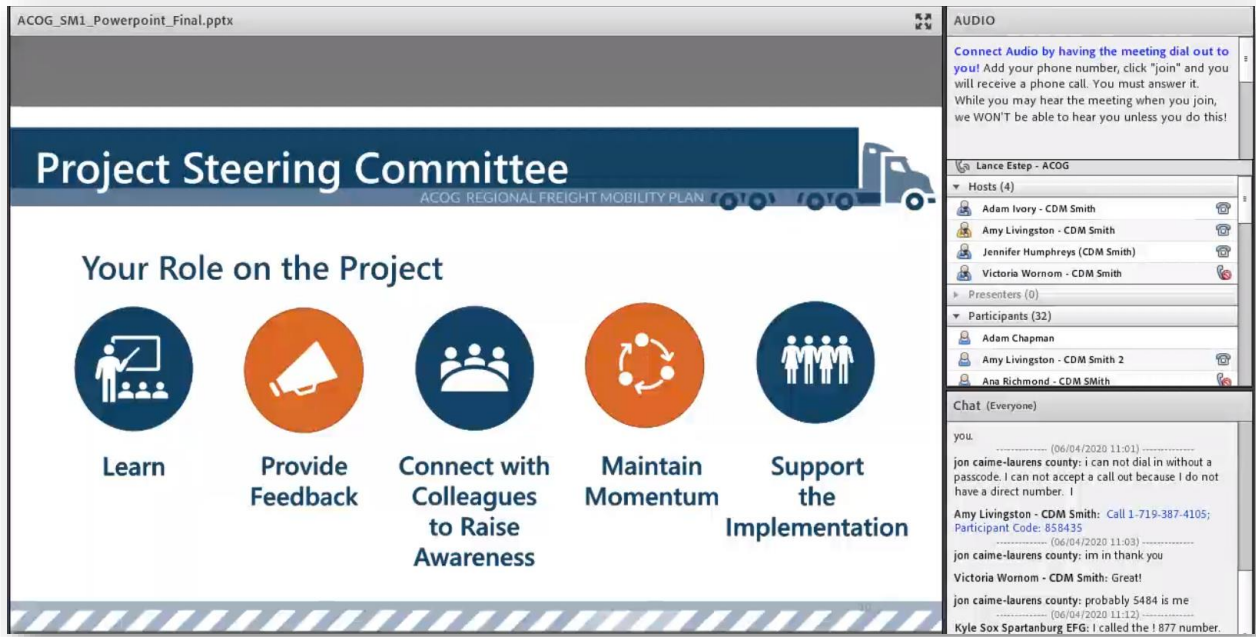 ACOG_SM1_Powerpoint_Final.pptx
Project Steering Committee
ACOG REGIONAL FREIGHT MOBILITY PLAN
Your Role on the Project
Learn
Provide
Feedback
Connect with
Colleagues
to Raise
Awareness
Maintain
Momentum
Support
the
Implementation
10
AUDIO
Connect Audio by having the meeting dial out to
you! Add your phone number, click "join" and you
will receive a phone call. You must answer it.
While you may hear the meeting when you join,
we WON'T be able to hear you unless you do this!
Lance Estep - ACOG
Hosts (4)
Adam Ivory - CDM Smith
Amy Livingston - CDM Smith
Jennifer Humphreys (CDM Smith)
Victoria Wornom - CDM Smith
Presenters (0)
Participants (32)
Adam Chapman
Amy Livingston - CDM Smith 2
Ana Richmond - CDM SMith
Chat (Everyone)
you.
-------------- (06/04/2020 11:01) --------------
jon caime-laurens county: i can not dial in without a
passcode. I can not accept a call out because I do not
have a direct number. I
Amy Livingston - CDM Smith: Call 1-719-387-4105;
Participant Code: 858435
-------------- (06/04/2020 11:03) --------------
jon caime-laurens county: im in thank you
Victoria Wornom - CDM Smith: Great!
jon caime-laurens county: probably 5484 is me
-------------- (06/04/2020 11:12) --------------
Kyle Sox Spartanburg EFG: I called the ! 877 number.